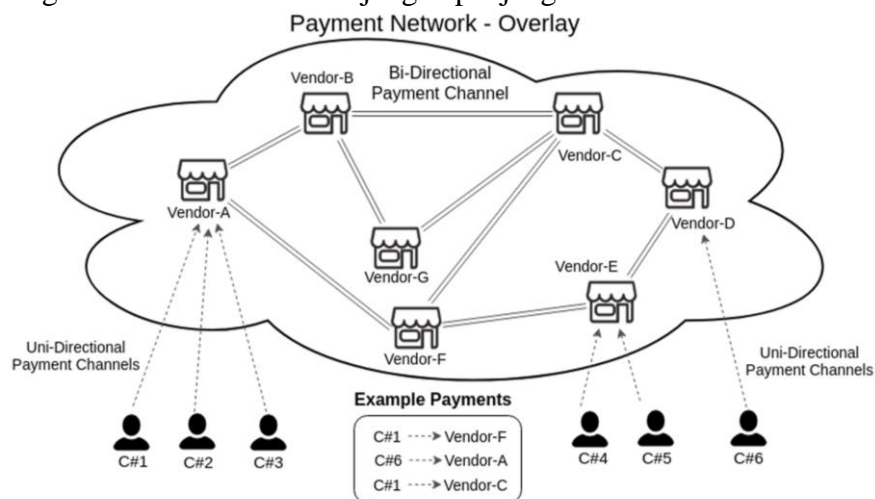 Payment Network - Overlay
Vendor-B
Bi-Directional
Payment Channel
Vendor-C
Vendor-A
Vendor-D
Vendor-G
Vendor-E
Vendor-F
Uni-Directional
Payment Channels
Uni-Directional
Payment Channels
Example Payments
C#1 Vendor-F
C#6 Vendor-A
C#1 Vendor-C
C#1
C#2
C#3
C#4
C#5
C#6